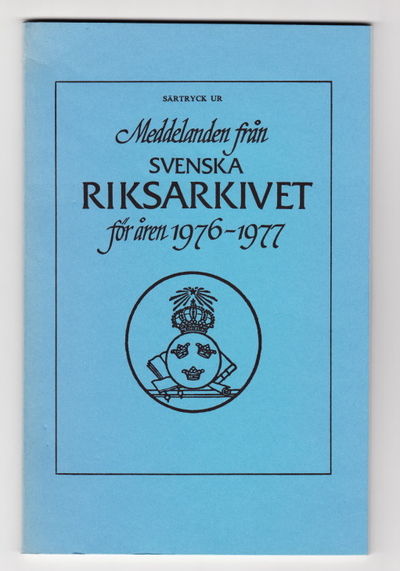 SÄRTRYCK UR
Meddelanden från
SVENSKA
RIKSARKIVET
för åren 1976-1977